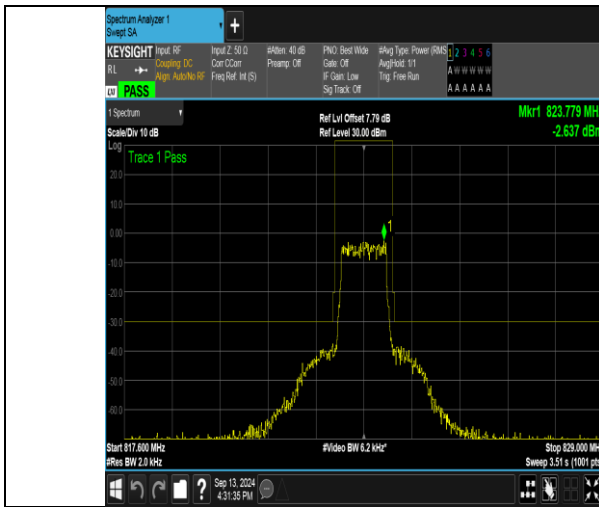 Spectrum Analyzer 1
Swept SA
+
KEYSIGHT Input: RF Input Z: 50 Ω #Atten: 40 dB PNO: Best Wide #Avg Type: Power (RMS 1 2 3 4 5 6
RL Coupling: DC Corr CCorr Preamp: Off Gate: Off Avg|Hold: 1/1 A W W W W W
Align: Auto/No RF Freq Ref: Int (S) IF Gain: Low Trig: Free Run
LXI PASS Sig Track: Off A A A A A A
1 Spectrum Ref Lvl Offset 7.79 dB Mkr1 823.779 MH
Scale/Div 10 dB Ref Level 30.00 dBm -2.637 dBm
Log
Trace 1 Pass
20.0
10.0
0.00
1
-10.0
-20.0
-30.0
-40.0
-50.0
-60.0
Start 817.600 MHz #Video BW 6.2 kHz* Stop 829.000 MH
#Res BW 2.0 kHz Sweep 3.51 s (1001 pts
? Sep 13, 2024
4:31:35 PM